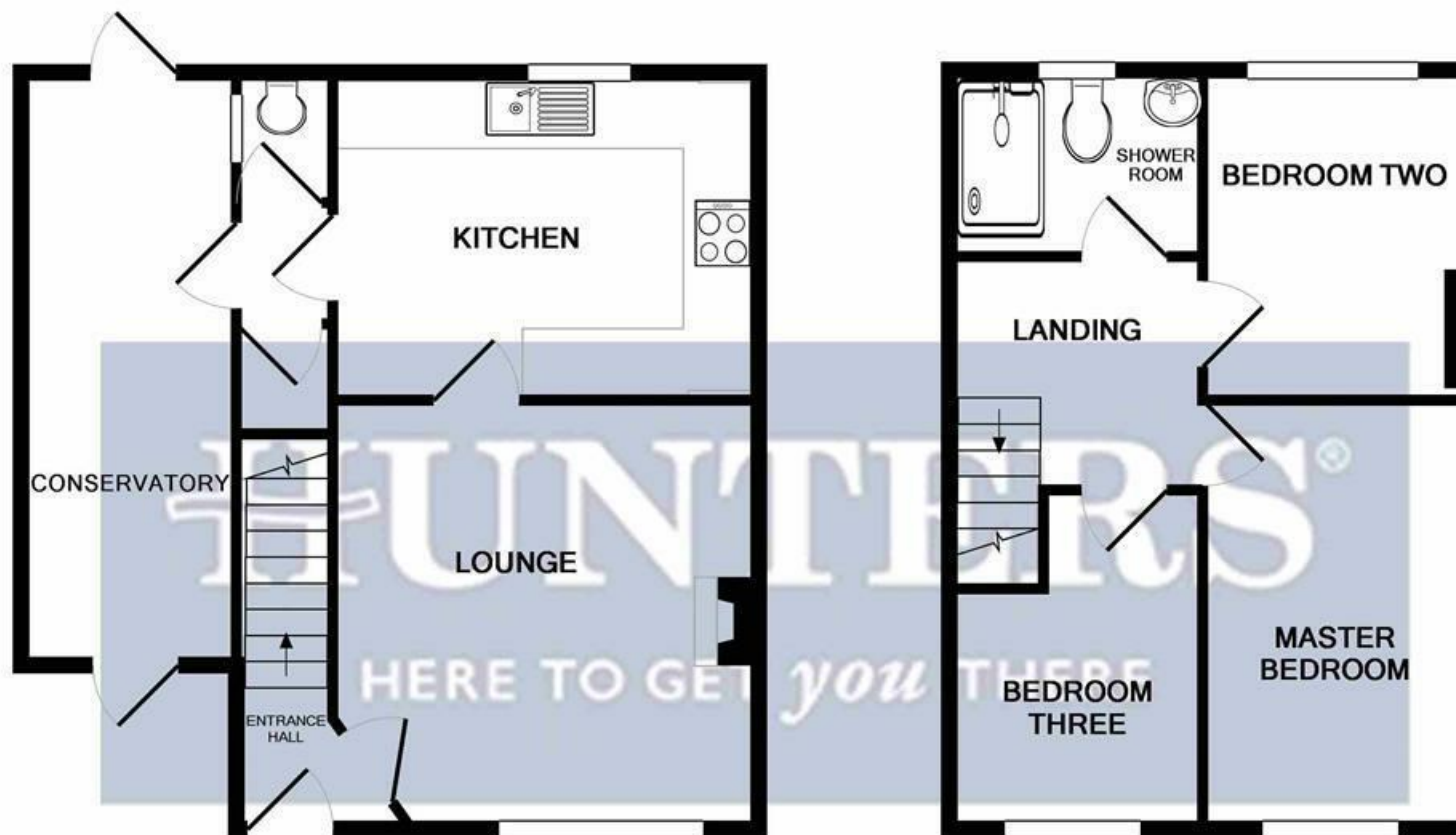 KITCHEN
CONSERVATORY
LOUNGE
ENTRANCE
HALL
SHOWER
ROOM
BEDROOM TWO
LANDING
MASTER
BEDROOM
BEDROOM
THREE
HUNTERS®
HERE TO GET you THERE